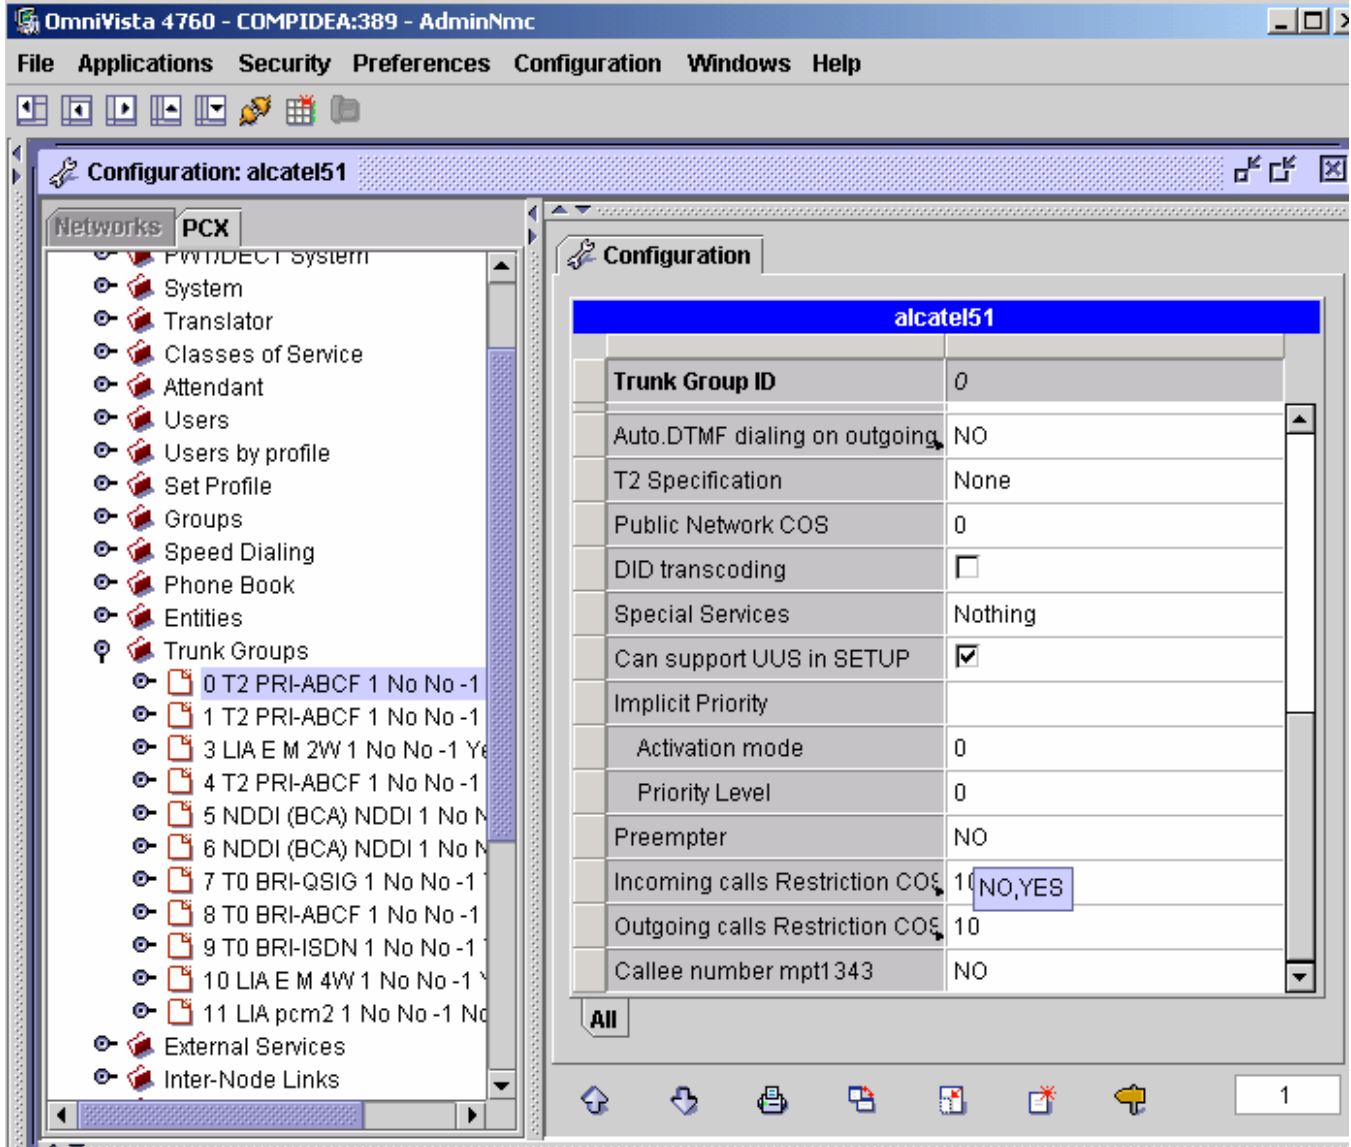 OmniVista 4760 - COMPIDEA:389 - AdminNmc
File Applications Security Preferences Configuration Windows Help
Configuration: alcatel51
Networks PCX
PWT/DECT System
System
Translator
Classes of Service
Attendant
Users
Users by profile
Set Profile
Groups
Speed Dialing
Phone Book
Entities
Trunk Groups
0 T2 PRI-ABCF 1 No No -1
1 T2 PRI-ABCF 1 No No -1
3 LIA E M 2W 1 No No -1 Ye
4 T2 PRI-ABCF 1 No No -1
5 NDDI (BCA) NDDI 1 No N
6 NDDI (BCA) NDDI 1 No N
7 T0 BRI-QSIG 1 No No -1
8 T0 BRI-ABCF 1 No No -1
9 T0 BRI-ISDN 1 No No -1
10 LIA E M 4W 1 No No -1
11 LIA pcm2 1 No No -1 No
External Services
Inter-Node Links
Configuration
alcatel51
Trunk Group ID 0
Auto.DTMF dialing on outgoing NO
T2 Specification None
Public Network COS 0
DID transcoding
Special Services Nothing
Can support UUS in SETUP
Implicit Priority
Activation mode 0
Priority Level 0
Preempter NO
Incoming calls Restriction COS 10
NO,YES
Outgoing calls Restriction COS 10
Callee number mpt1343 NO
All
1